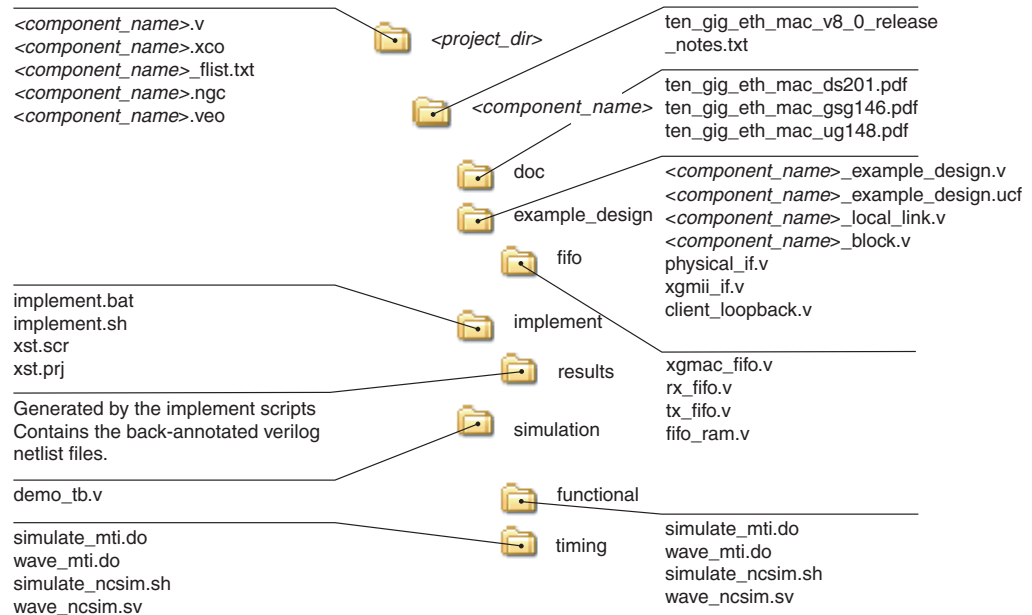 <component_name>.v
<component_name>.xco
<component_name>_flist.txt
<component_name>.ngc
<component_name>.veo
<project_dir>
ten_gig_eth_mac_v8_0_release
_notes.txt
<component_name>
ten_gig_eth_mac_ds201.pdf
ten_gig_eth_mac_gsg146.pdf
ten_gig_eth_mac_ug148.pdf
doc
example_design
<component_name>_example_design.v
<component_name>_example_design.ucf
<component_name>_local_link.v
<component_name>_block.v
physical_if.v
xgmii_if.v
client_loopback.v
fifo
xgmac_fifo.v
rx_fifo.v
tx_fifo.v
fifo_ram.v
implement.bat
implement.sh
xst.scr
xst.prj
implement
results
Generated by the implement scripts
Contains the back-annotated verilog
netlist files.
simulation
demo_tb.v
functional
simulate_mti.do
wave_mti.do
simulate_ncsim.sh
wave_ncsim.sv
timing
simulate_mti.do
wave_mti.do
simulate_ncsim.sh
wave_ncsim.sv